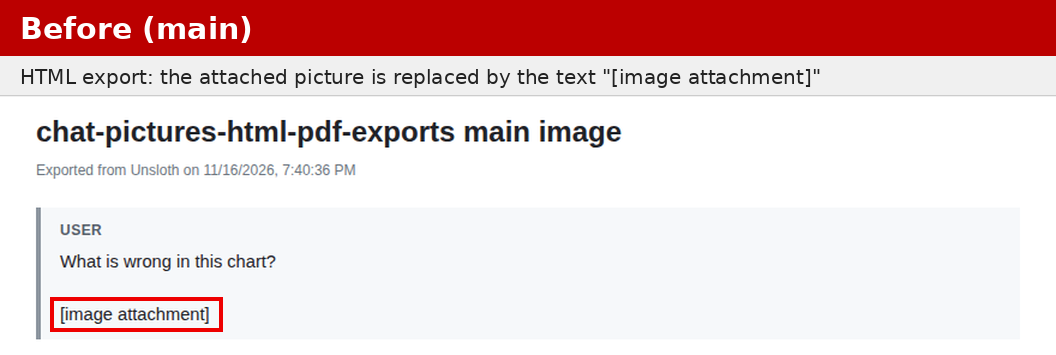 Before (main)
HTML export: the attached picture is replaced by the text "[image attachment]"
chat-pictures-html-pdf-exports main image
Exported from Unsloth on 11/16/2026, 7:40:36 PM
USER
What is wrong in this chart?
[image attachment]